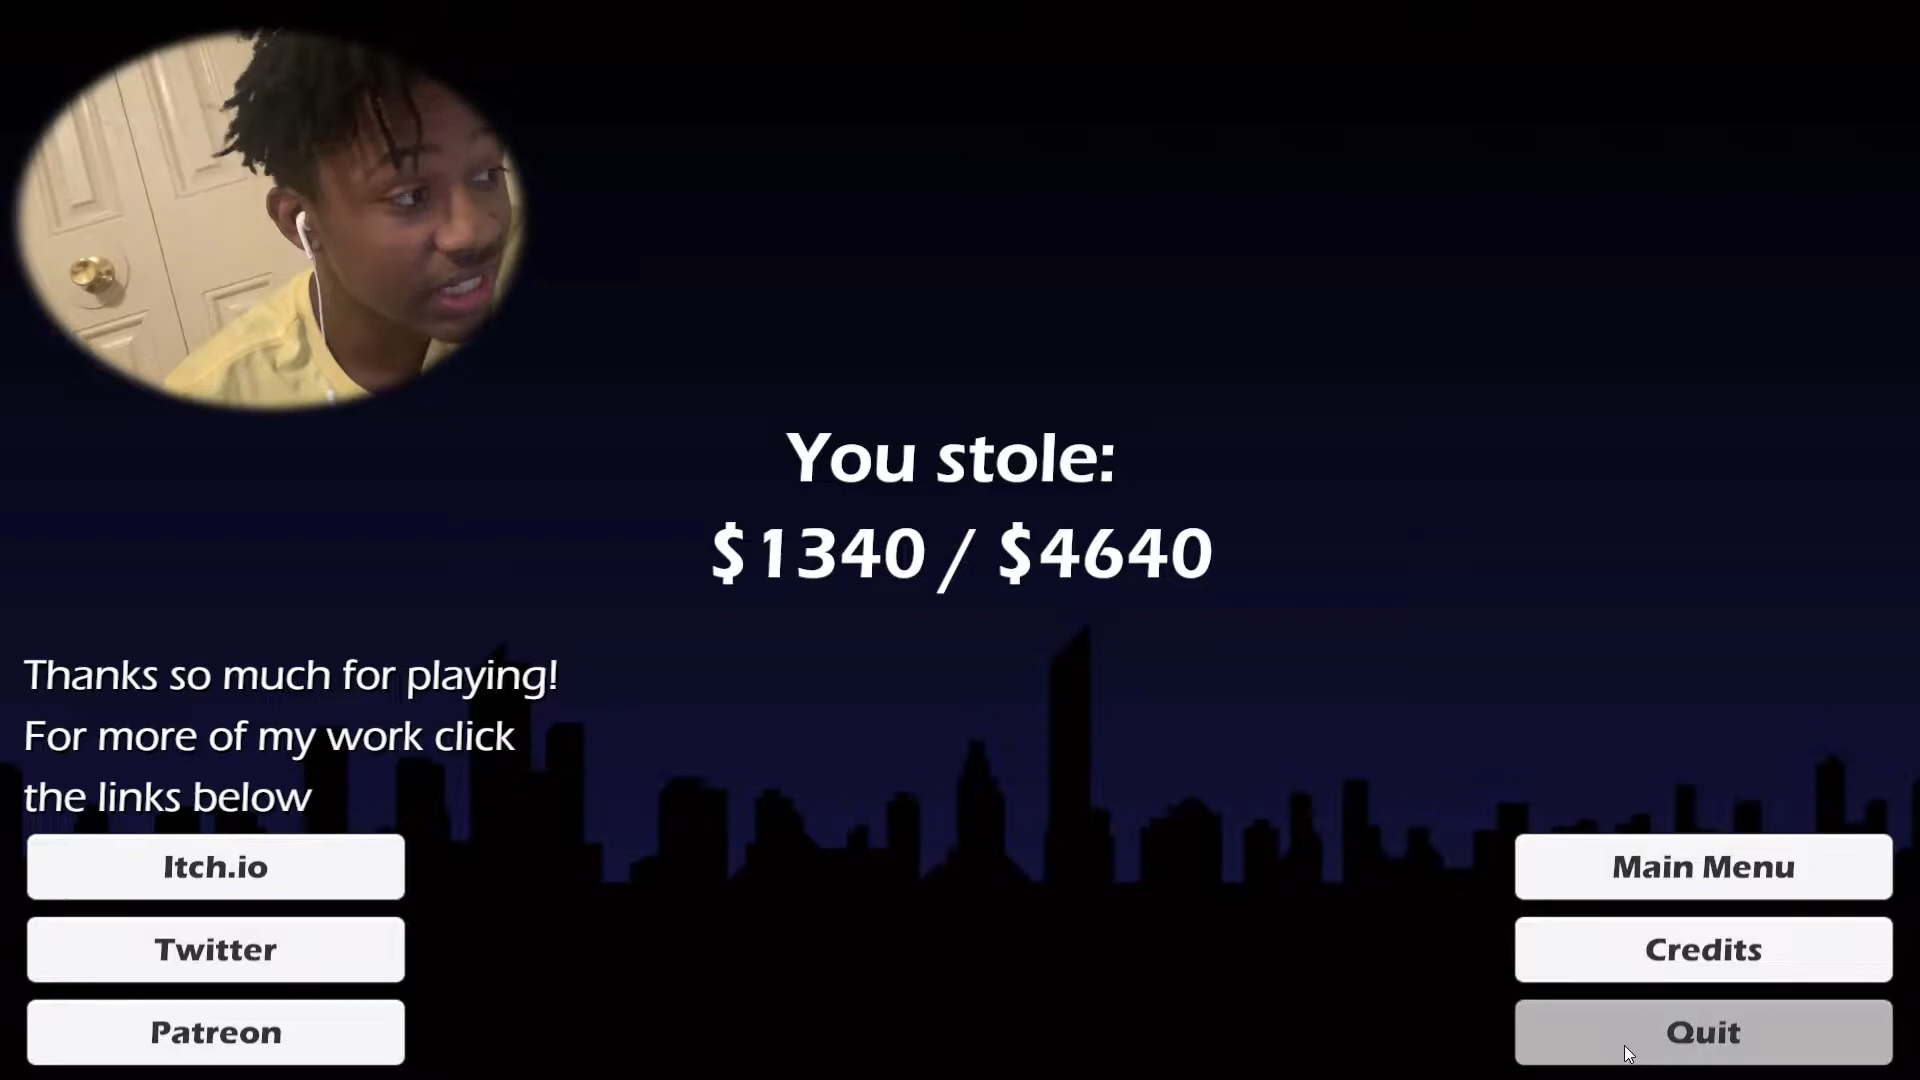 You stole:
$1340 / $4640
Thanks so much for playing!
For more of my work click
the links below
Itch.io
Twitter
Patreon
Main Menu
Credits
Quit